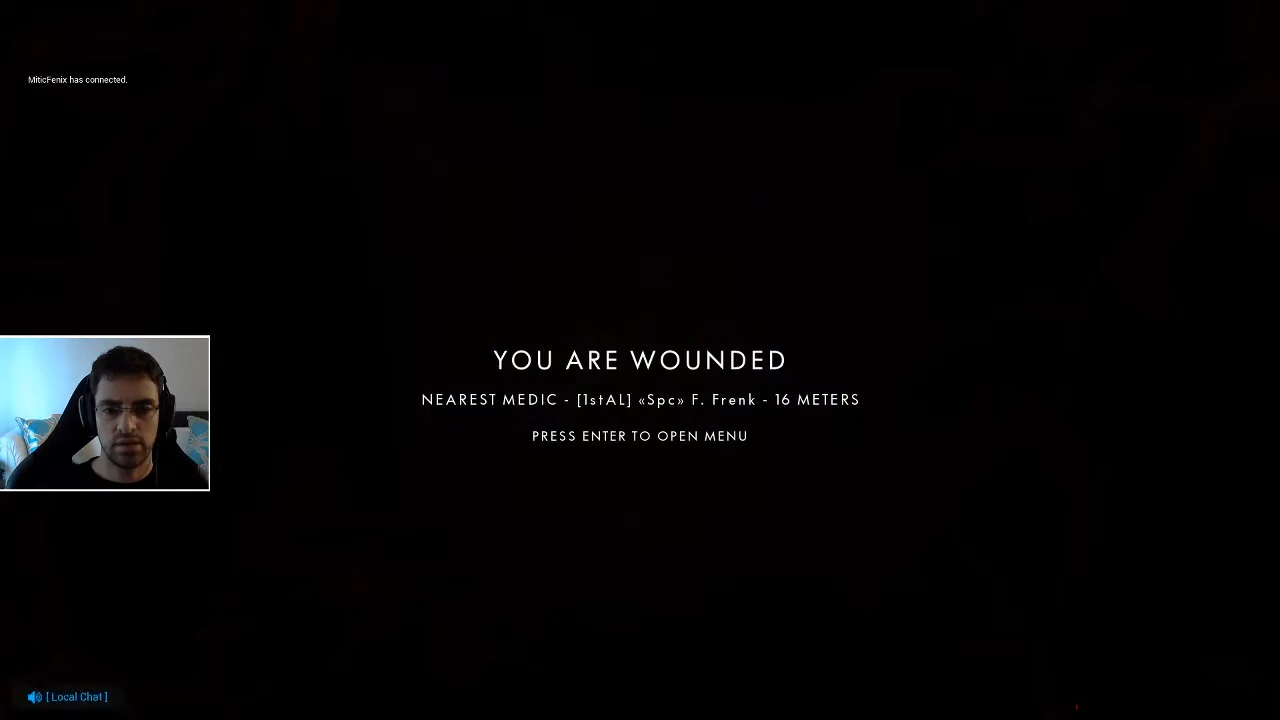 MiticFenix has connected.
YOU ARE WOUNDED
NEAREST MEDIC - [1stAL] «Spc» F. Frenk - 16 METERS
PRESS ENTER TO OPEN MENU
[ Local Chat ]